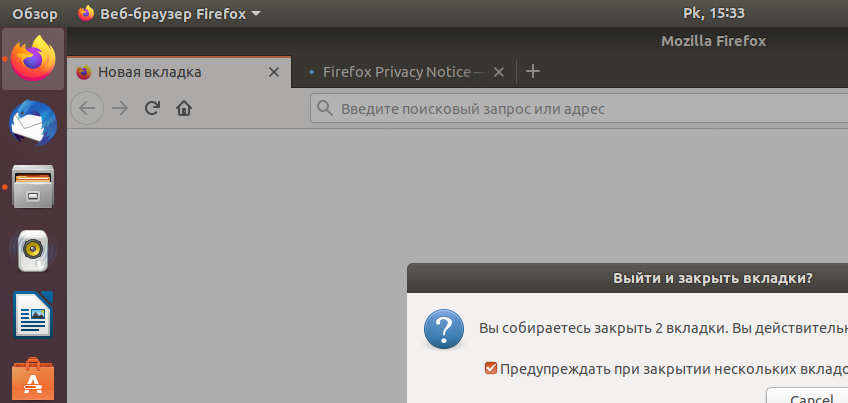 Обзор
Веб-браузер Firefox
Pk, 15:33
Mozilla Firefox
Новая вкладка
Firefox Privacy Notice —
Введите поисковый запрос или адрес
Выйти и закрыть вкладки?
Вы собираетесь закрыть 2 вкладки. Вы действительн
Предупреждать при закрытии нескольких вкладо
Cancel